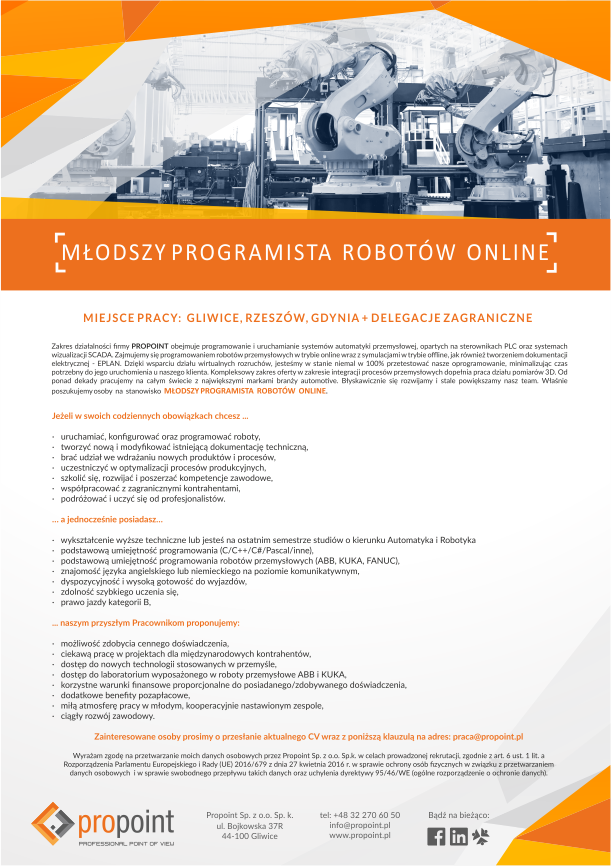 MŁODSZY PROGRAMISTA ROBOTÓW ONLINE
MIEJSCE PRACY: GLIWICE, RZESZÓW, GDYNIA + DELEGACJE ZAGRANICZNE
Zakres działalności firmy PROPOINT obejmuje programowanie i uruchamianie systemów automatyki przemysłowej, opartych na sterownikach PLC oraz systemach
wizualizacji SCADA. Zajmujemy się programowaniem robotów przemysłowych w trybie online wraz z symulacjami w trybie offline, jak również tworzeniem dokumentacji
elektrycznej - EPLAN. Dzięki wsparciu działu wirtualnych rozruchów, jesteśmy w stanie niemal w 100% przetestować nasze oprogramowanie, minimalizując czas
potrzebny do jego uruchomienia u naszego klienta. Kompleksowy zakres oferty w zakresie integracji procesów przemysłowych dopełnia praca działu pomiarów 3D. Od
ponad dekady pracujemy na całym świecie z największymi markami branży automotive. Błyskawicznie się rozwijamy i stale powiększamy nasz team. Właśnie
poszukujemy osoby na stanowisko MŁODSZY PROGRAMISTA ROBOTÓW ONLINE.
Jeżeli w swoich codziennych obowiązkach chcesz ...
· uruchamiać, konfigurować oraz programować roboty,
· tworzyć nową i modyfikować istniejącą dokumentację techniczną,
· brać udział we wdrażaniu nowych produktów i procesów,
· uczestniczyć w optymalizacji procesów produkcyjnych,
· szkolić się, rozwijać i poszerzać kompetencje zawodowe,
· współpracować z zagranicznymi kontrahentami,
· podróżować i uczyć się od profesjonalistów.
... a jednocześnie posiadasz...
· wykształcenie wyższe techniczne lub jesteś na ostatnim semestrze studiów o kierunku Automatyka i Robotyka
· podstawową umiejętność programowania (C/C++/C#/Pascal/inne),
· podstawową umiejętność programowania robotów przemysłowych (ABB, KUKA, FANUC),
· znajomość języka angielskiego lub niemieckiego na poziomie komunikatywnym,
· dyspozycyjność i wysoką gotowość do wyjazdów,
· zdolność szybkiego uczenia się,
· prawo jazdy kategorii B,
... naszym przyszłym Pracownikom proponujemy:
· możliwość zdobycia cennego doświadczenia,
· ciekawą pracę w projektach dla międzynarodowych kontrahentów,
· dostęp do nowych technologii stosowanych w przemyśle,
· dostęp do laboratorium wyposażonego w roboty przemysłowe ABB i KUKA,
· korzystne warunki finansowe proporcjonalne do posiadanego/zdobywanego doświadczenia,
· dodatkowe benefity pozapłacowe,
· miłą atmosferę pracy w młodym, kooperacyjnie nastawionym zespole,
· ciągły rozwój zawodowy.
Zainteresowane osoby prosimy o przesłanie aktualnego CV wraz z poniższą klauzulą na adres: praca@propoint.pl
Wyrażam zgodę na przetwarzanie moich danych osobowych przez Propoint Sp. z o.o. Sp.k. w celach prowadzonej rekrutacji, zgodnie z art. 6 ust. 1 lit. a
Rozporządzenia Parlamentu Europejskiego i Rady (UE) 2016/679 z dnia 27 kwietnia 2016 r. w sprawie ochrony osób fizycznych w związku z przetwarzaniem
danych osobowych i w sprawie swobodnego przepływu takich danych oraz uchylenia dyrektywy 95/46/WE (ogólne rozporządzenie o ochronie danych).
propoint
PROFESSIONAL POINT OF VIEW
Propoint Sp. z o.o. Sp. k.
ul. Bojkowska 37R
44-100 Gliwice
tel: +48 32 270 60 50
info@propoint.pl
www.propoint.pl
Bądź na bieżąco: